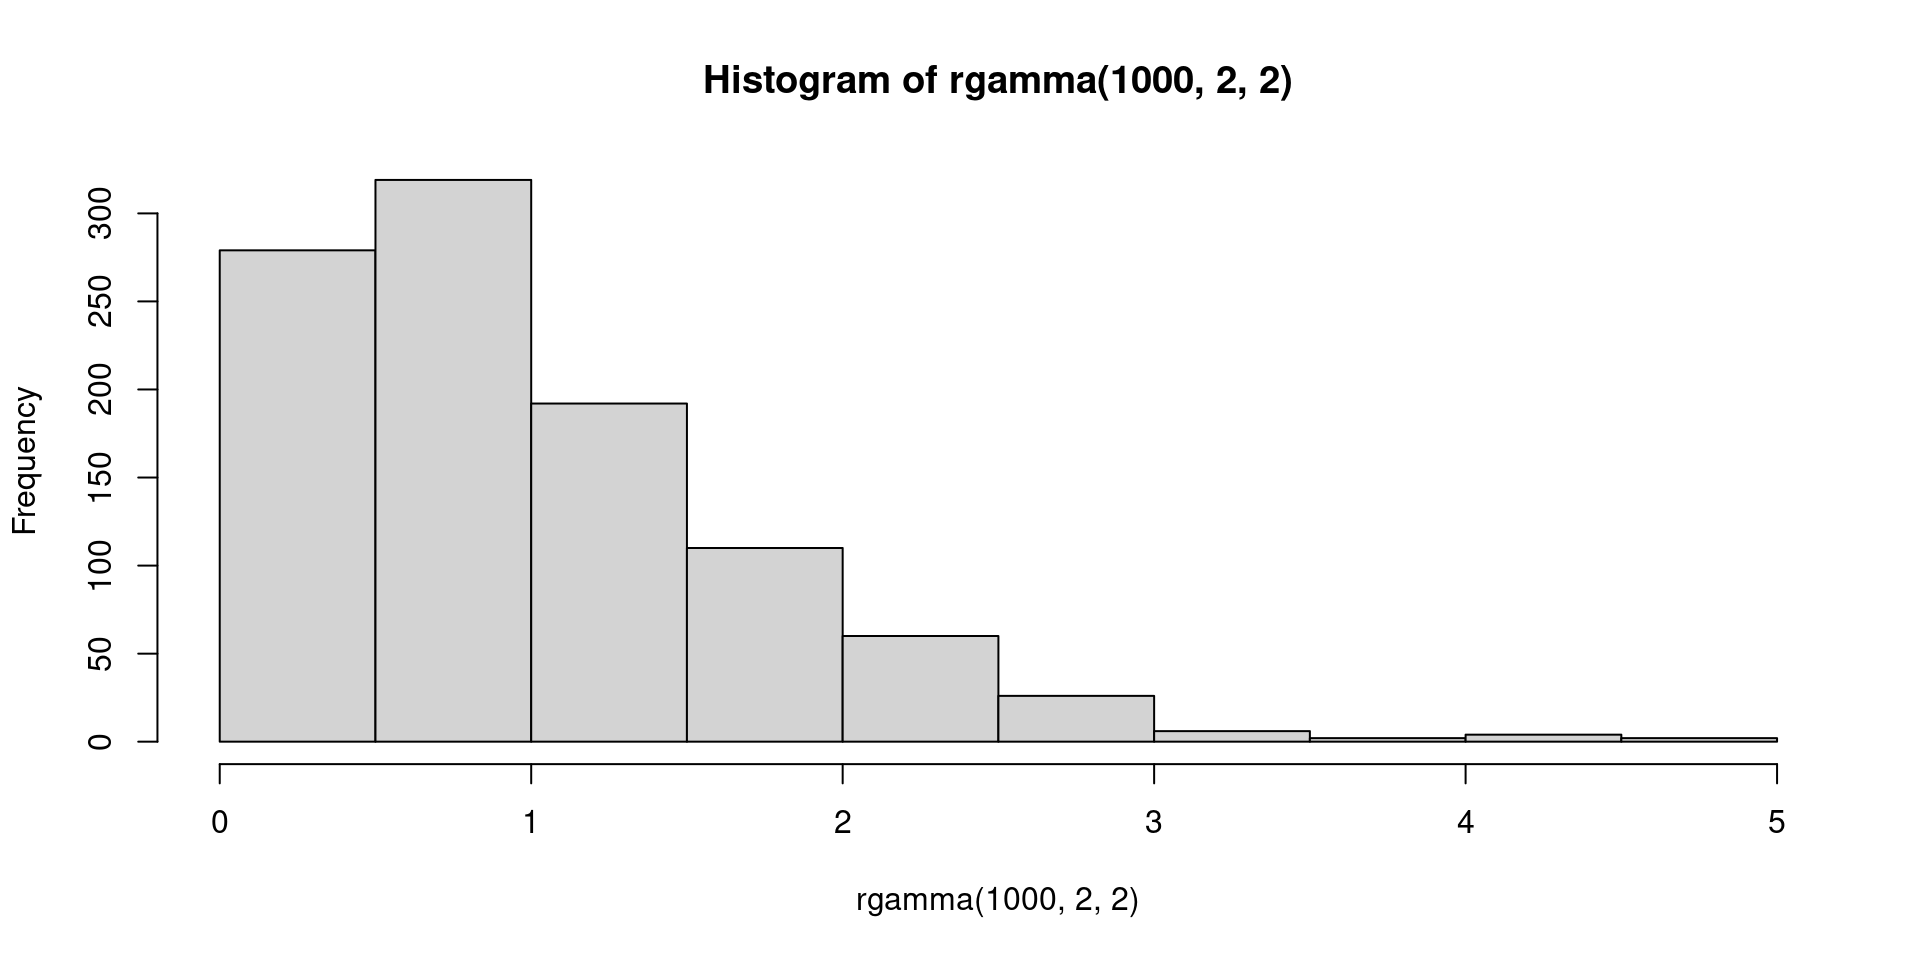 Histogram of rgamma(1000, 2, 2)
Frequency
300
250
200
150
100
50
0
0 1 2 3 4 5
rgamma(1000, 2, 2)